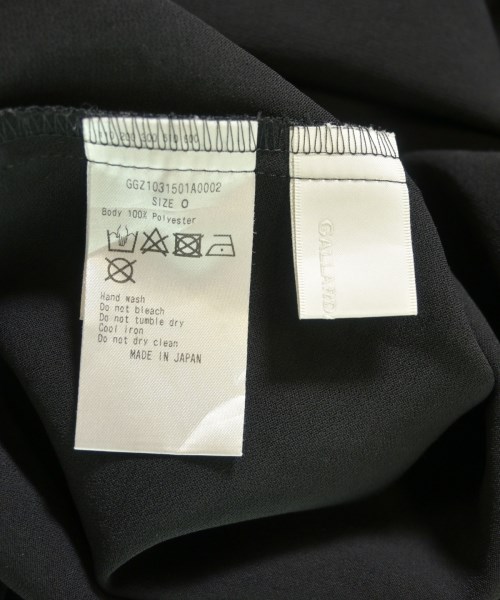 GGZ1031501A0002
SIZE 0
Body 100% Polyester
Hand wash
Do not bleach
Do not tumble dry
Cool iron
Do not dry clean
MADE IN JAPAN